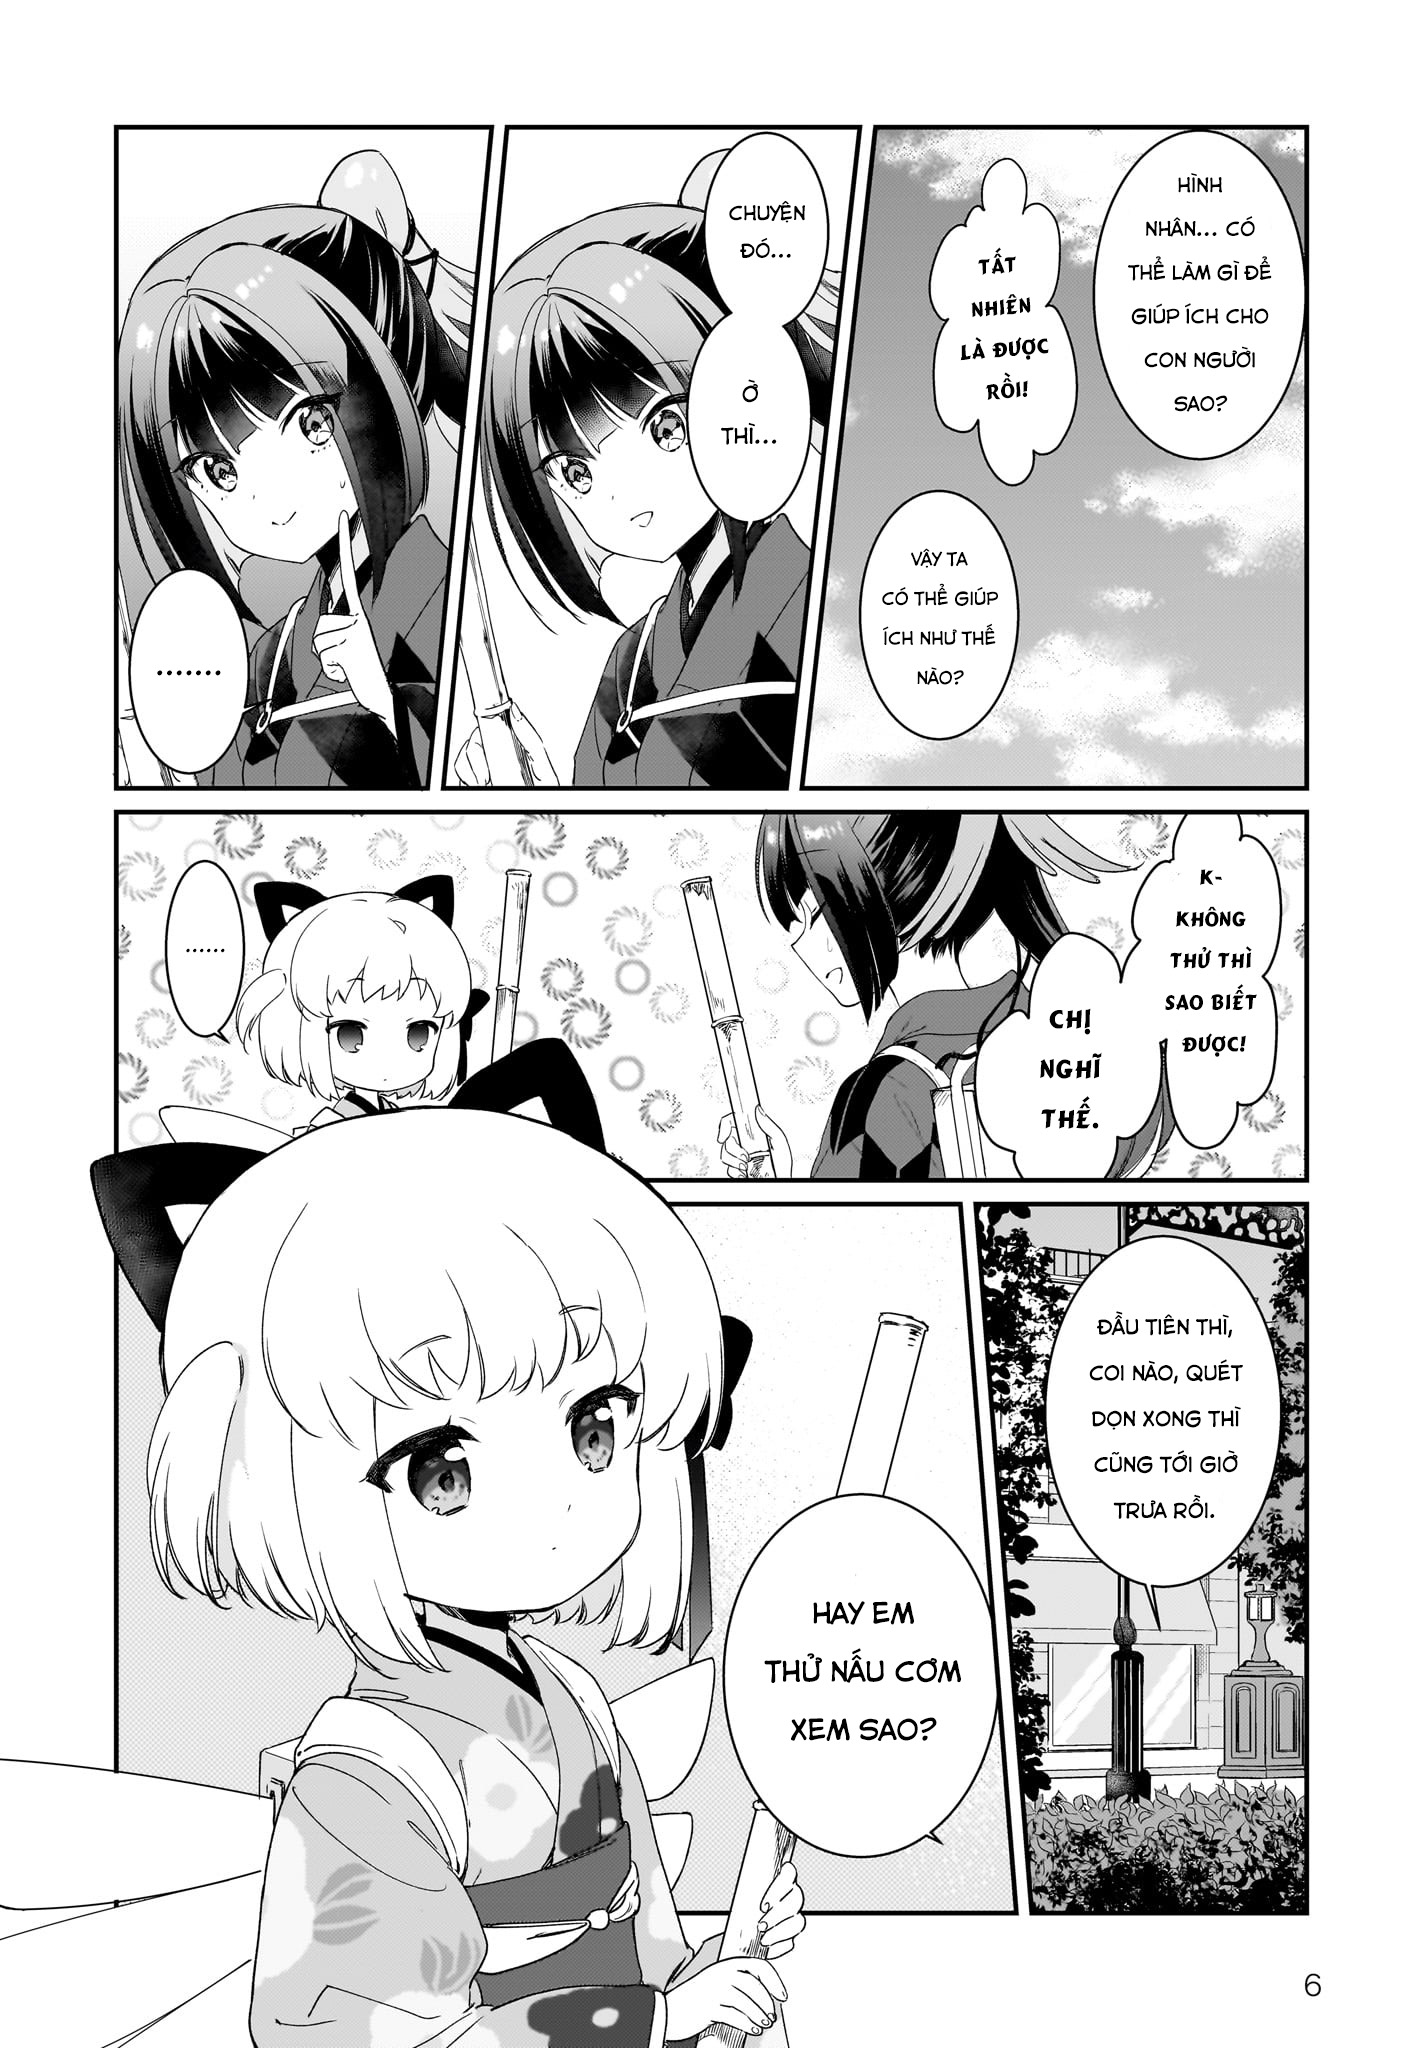 HÌNH
NHÂN... CÓ
THỂ LÀM GÌ ĐỂ
GIÚP ÍCH CHO
CON NGƯỜI
SAO?
TẤT
NHIÊN
LÀ ĐƯỢC
RỒI!
VẬY TA
CÓ THỂ GIÚP
ÍCH NHƯ THẾ
NÀO?
CHUYỆN
ĐÓ...
Ờ
THÌ...
.......
K-
KHÔNG
THỬ THÌ
SAO BIẾT
ĐƯỢC!
CHỊ
NGHĨ
THẾ.
......
ĐẦU TIÊN THÌ,
COI NÀO, QUÉT
DỌN XONG THÌ
CŨNG TỚI GIỜ
TRƯA RỒI.
HAY EM
THỬ NẤU CƠM
XEM SAO?
6